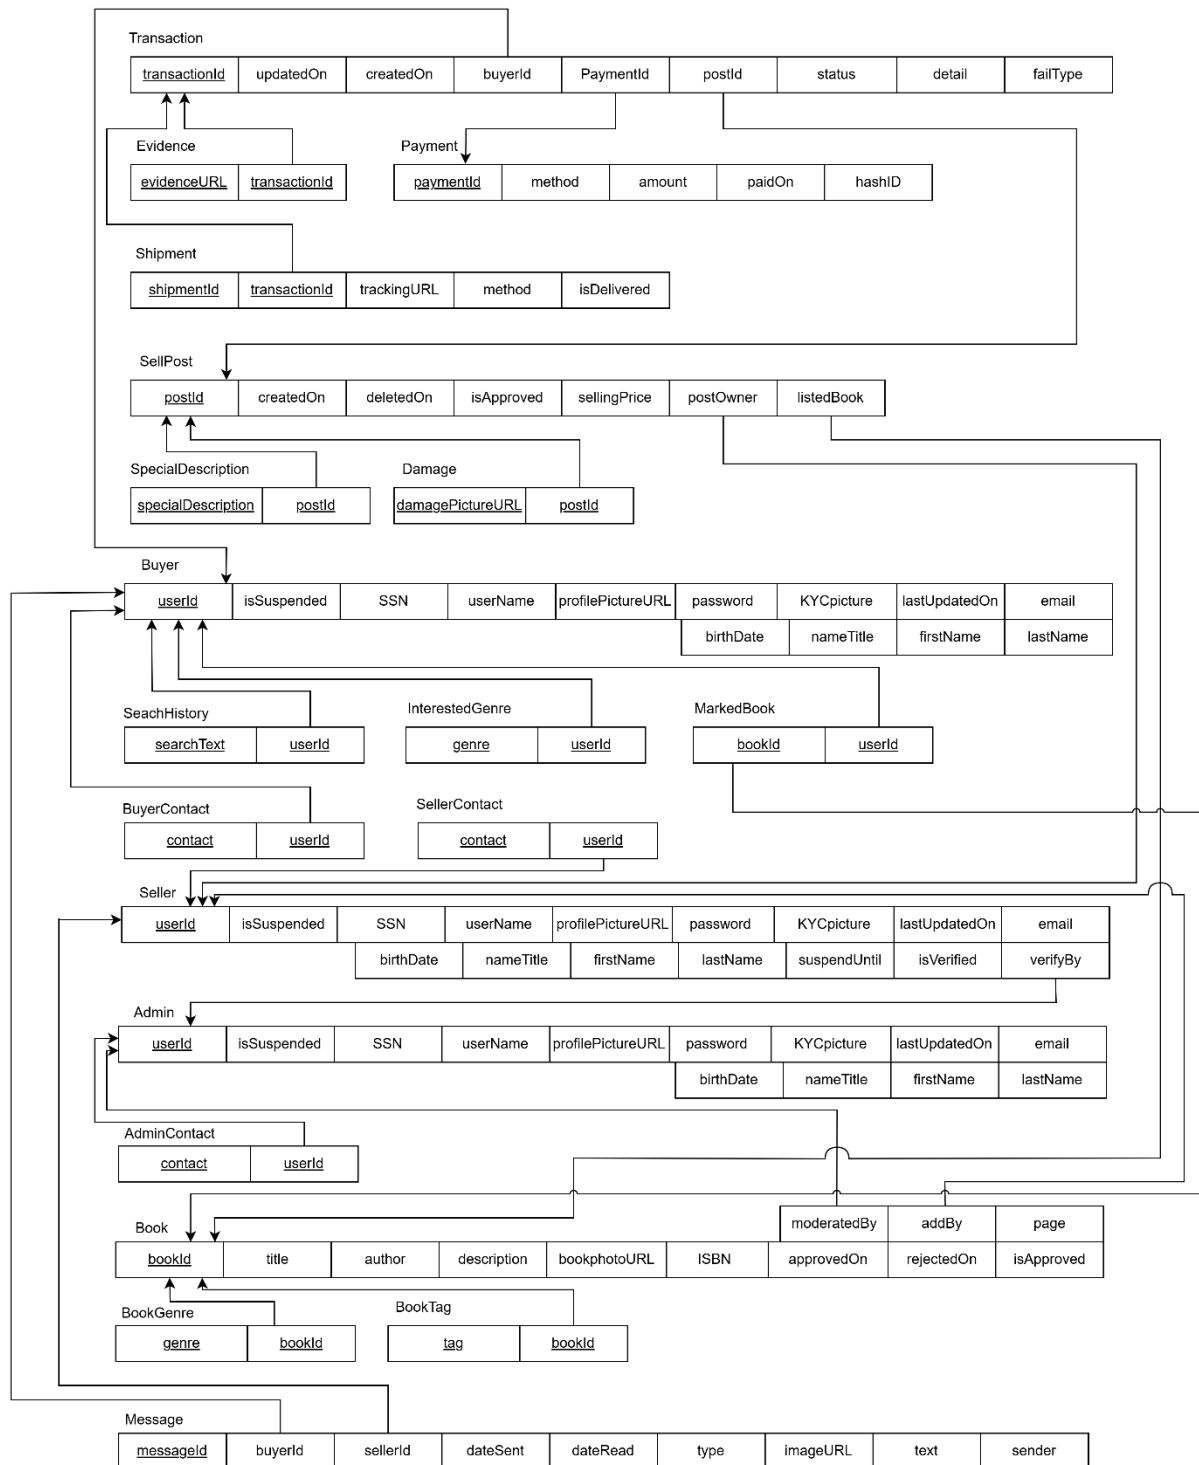 Transaction
transactionId updatedOn createdOn buyerId PaymentId postId status detail failType
Evidence
evidenceURL transactionId
Payment
paymentId method amount paidOn hashID
Shipment
shipmentId transactionId trackingURL method isDelivered
SellPost
postId createdOn deletedOn isApproved sellingPrice postOwner listedBook
SpecialDescription
specialDescription postId
Damage
damagePictureURL postId
Buyer
userId isSuspended SSN userName profilePictureURL password KYCpicture lastUpdatedOn email
birthDate nameTitle firstName lastName
SeachHistory
searchText userId
InterestedGenre
genre userId
MarkedBook
bookId userId
BuyerContact
contact userId
SellerContact
contact userId
Seller
userId isSuspended SSN userName profilePictureURL password KYCpicture lastUpdatedOn email
birthDate nameTitle firstName lastName suspendUntil isVerified verifyBy
Admin
userId isSuspended SSN userName profilePictureURL password KYCpicture lastUpdatedOn email
birthDate nameTitle firstName lastName
AdminContact
contact userId
Book
moderatedBy addBy page
bookId title author description bookphotoURL ISBN approvedOn rejectedOn isApproved
BookGenre
genre bookId
BookTag
tag bookId
Message
messageId buyerId sellerId dateSent dateRead type imageURL text sender